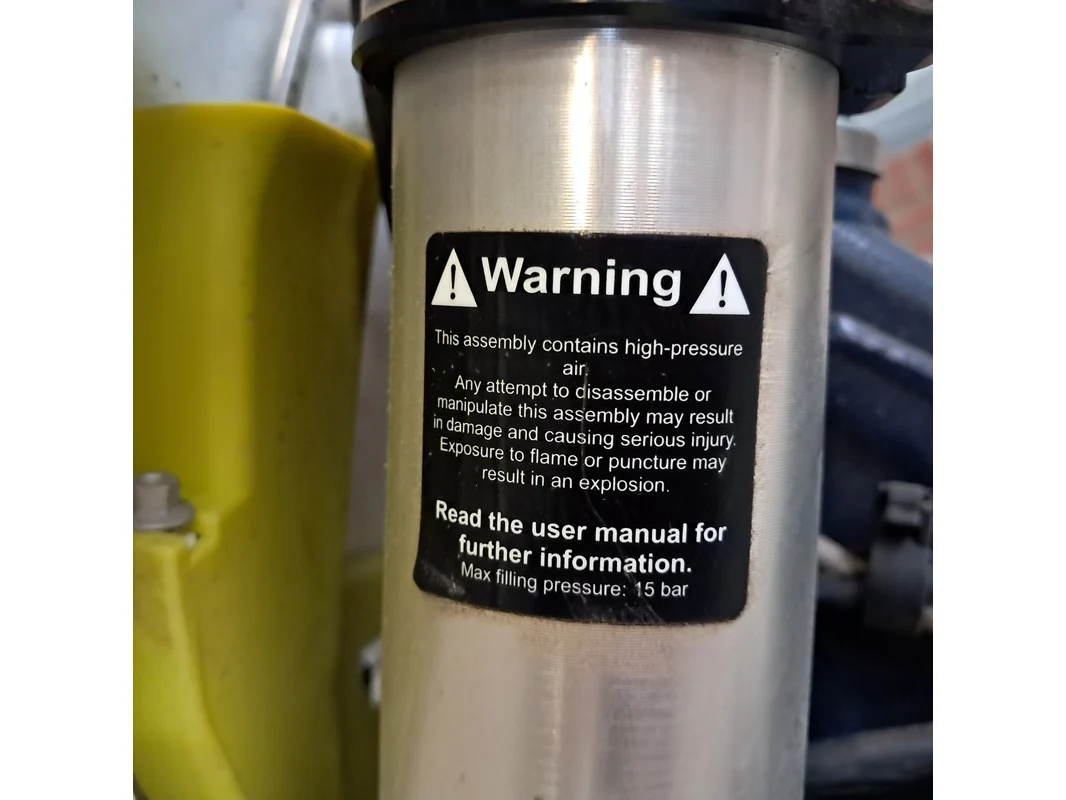 Warning
This assembly contains high-pressure
air.
Any attempt to disassemble or
manipulate this assembly may result
in damage and causing serious injury.
Exposure to flame or puncture may
result in an explosion.
Read the user manual for
further information.
Max filling pressure: 15 bar